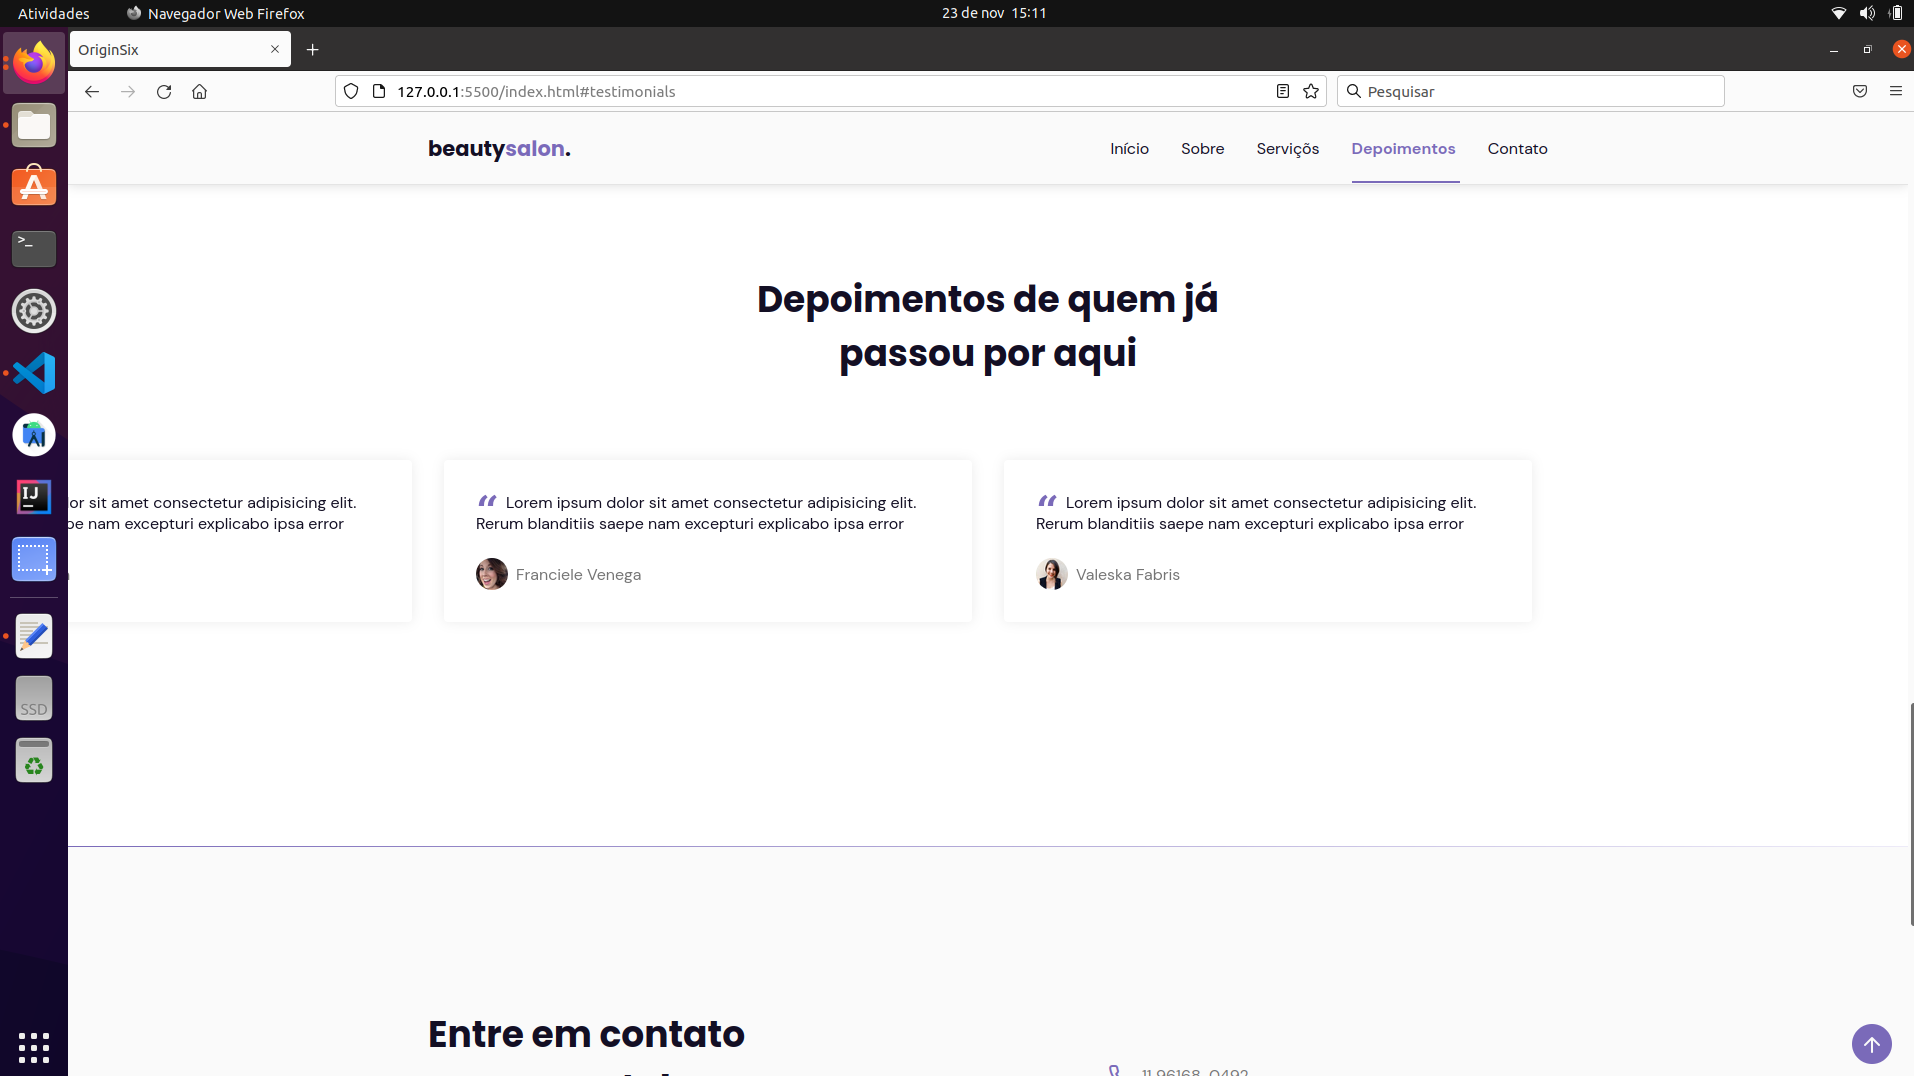 Atividades
Navegador Web Firefox
23 de nov 15:11
OriginSix
127.0.0.1:5500/index.html#testimonials
Pesquisar
beautysalon.
Início
Sobre
Serviçõs
Depoimentos
Contato
Depoimentos de quem já
passou por aqui
lor sit amet consectetur adipisicing elit.
pe nam excepturi explicabo ipsa error
“ Lorem ipsum dolor sit amet consectetur adipisicing elit.
Rerum blanditiis saepe nam excepturi explicabo ipsa error
Franciele Venega
“ Lorem ipsum dolor sit amet consectetur adipisicing elit.
Rerum blanditiis saepe nam excepturi explicabo ipsa error
Valeska Fabris
IJ
SSD
Entre em contato
11 96168-0492